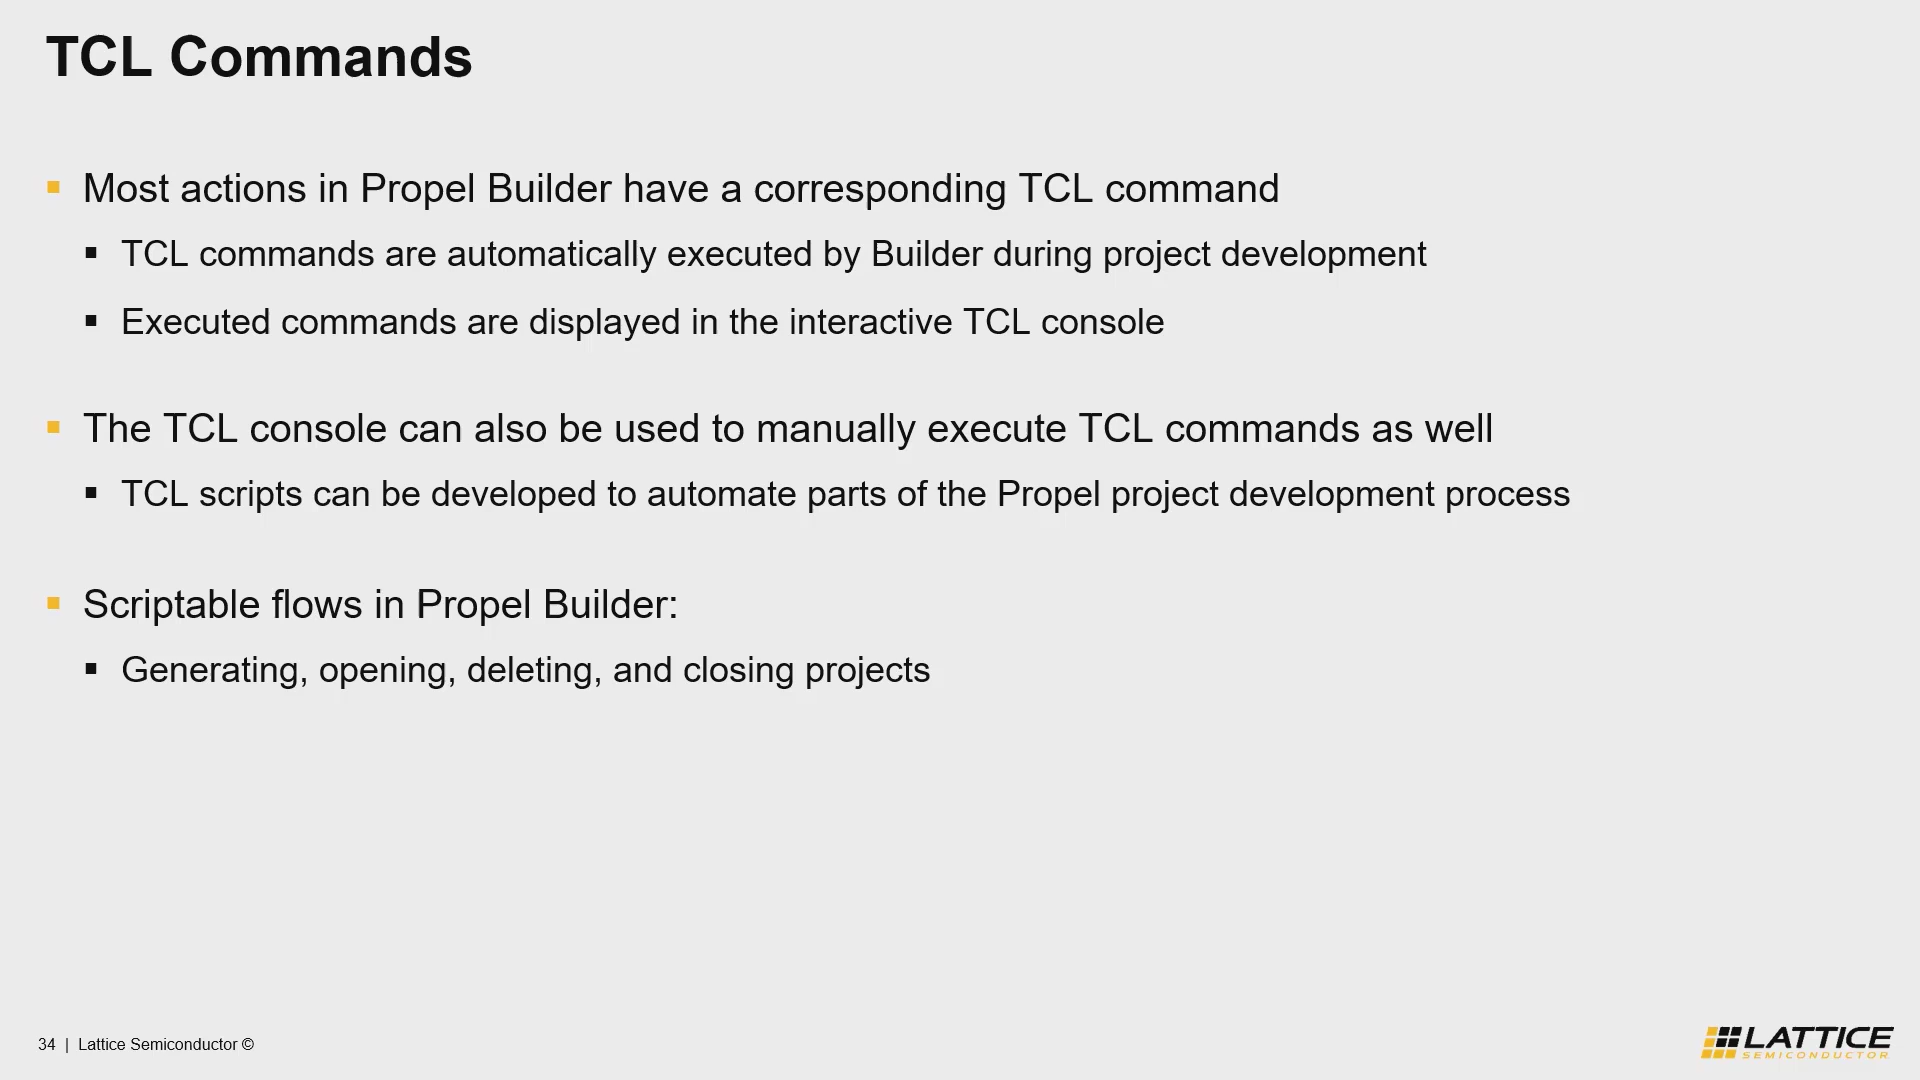 TCL Commands
Most actions in Propel Builder have a corresponding TCL command
TCL commands are automatically executed by Builder during project development
Executed commands are displayed in the interactive TCL console
The TCL console can also be used to manually execute TCL commands as well
TCL scripts can be developed to automate parts of the Propel project development process
Scriptable flows in Propel Builder:
Generating, opening, deleting, and closing projects
34 | Lattice Semiconductor ©
LATTICE
SEMICONDUCTOR